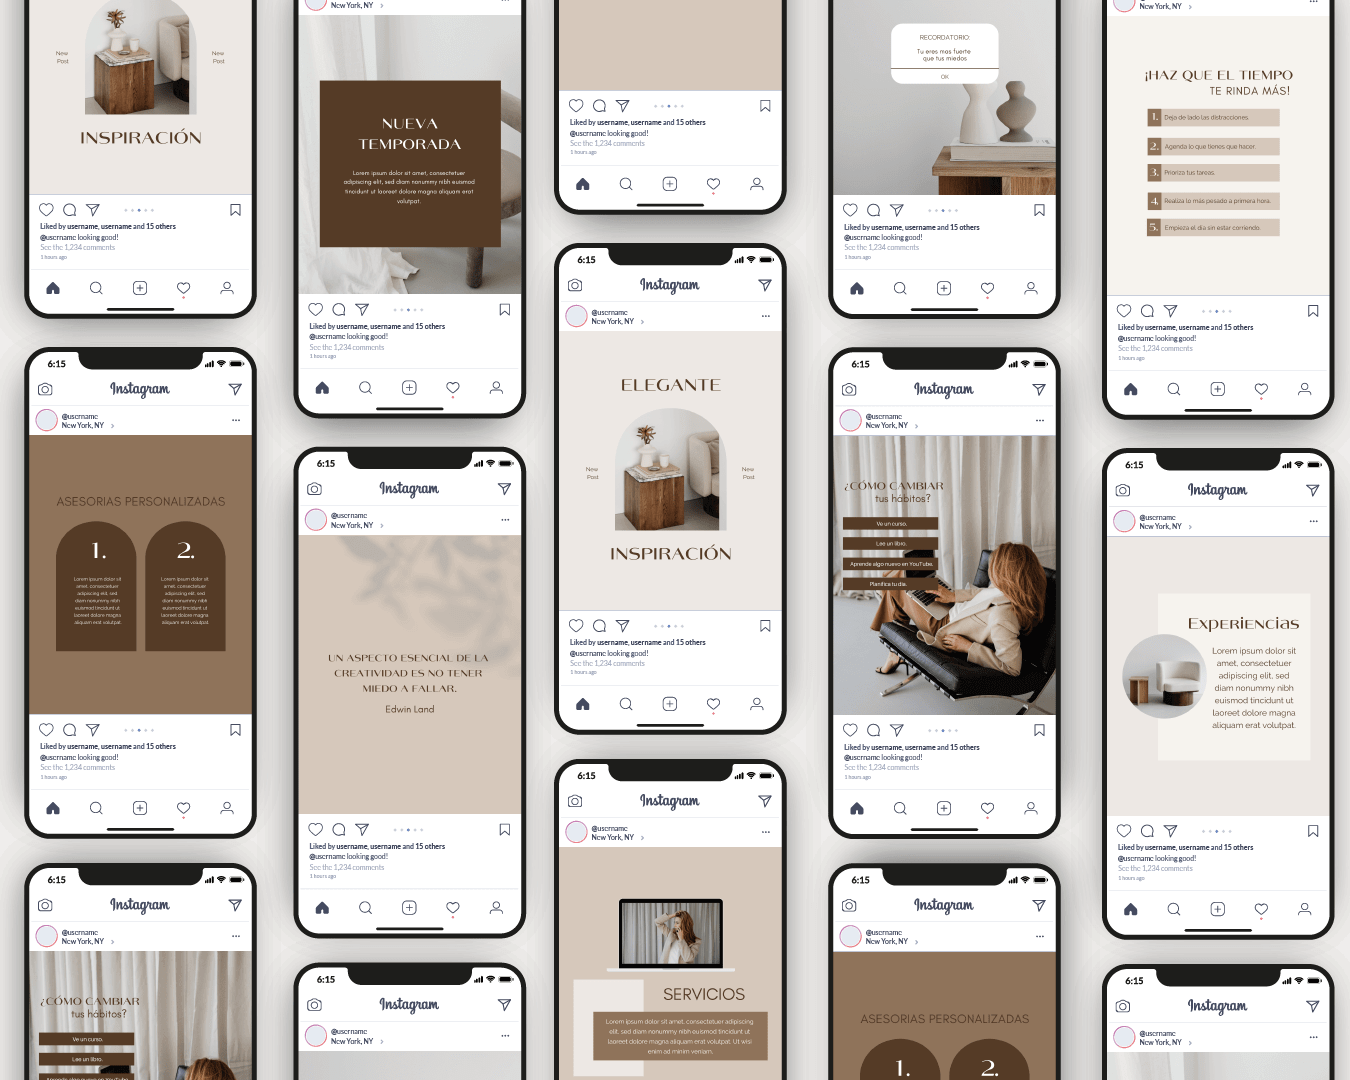 New
Post
New
Post
INSPIRACIÓN
Liked by username, username and 15 others
@username looking good!
See the 1,234 comments
1 hours ago
6:15
Instagram
@username
New York, NY
ASESORIAS PERSONALIZADAS
1.
Lorem ipsum dolor sit
amet, consectetuer
adipiscing elit, sed
diam nonummy nibh
euismod tincidunt ut
laoreet dolore magna
aliquam erat volutpat.
2.
Lorem ipsum dolor sit
amet, consectetuer
adipiscing elit, sed
diam nonummy nibh
euismod tincidunt ut
laoreet dolore magna
aliquam erat volutpat.
Liked by username, username and 15 others
@username looking good!
See the 1,234 comments
1 hours ago
6:15
Instagram
@username
New York, NY
¿CÓMO CAMBIAR
tus hábitos?
Ve un curso.
Lee un libro.
Aprende algo nuevo en YouTube.
New York, NY
NUEVA
TEMPORADA
Lorem ipsum dolor sit amet, consectetuer
adipiscing elit, sed diam nonummy nibh euismod
tincidunt ut laoreet dolore magna aliquam erat
volutpat.
Liked by username, username and 15 others
@username looking good!
See the 1,234 comments
1 hours ago
6:15
Instagram
@username
New York, NY
UN ASPECTO ESENCIAL DE LA
CREATIVIDAD ES NO TENER
MIEDO A FALLAR.
Edwin Land
Liked by username, username and 15 others
@username looking good!
See the 1,234 comments
1 hours ago
6:15
Instagram
@username
New York, NY
Liked by username, username and 15 others
@username looking good!
See the 1,234 comments
1 hours ago
6:15
Instagram
@username
New York, NY
ELEGANTE
New
Post
New
Post
INSPIRACIÓN
Liked by username, username and 15 others
@username looking good!
See the 1,234 comments
1 hours ago
6:15
Instagram
@username
New York, NY
SERVICIOS
Lorem ipsum dolor sit amet, consectetuer adipiscing
elit, sed diam nonummy nibh euismod tincidunt ut
laoreet dolore magna aliquam erat volutpat. Ut wisi
enim ad minim veniam.
New York, NY
RECORDATORIO:
Tu eres mas fuerte
que tus miedos
OK
Liked by username, username and 15 others
@username looking good!
See the 1,234 comments
1 hours ago
6:15
Instagram
@username
New York, NY
¿CÓMO CAMBIAR
tus hábitos?
Ve un curso.
Lee un libro.
Aprende algo nuevo en YouTube.
Planifica tu día.
Liked by username, username and 15 others
@username looking good!
See the 1,234 comments
1 hours ago
6:15
Instagram
@username
New York, NY
ASESORIAS PERSONALIZADAS
1.
2.
New York, NY
¡HAZ QUE EL TIEMPO
TE RINDA MÁS!
1. Deja de lado las distracciones.
2. Agenda lo que tienes que hacer.
3. Prioriza tus tareas.
4. Realiza lo más pesado a primera hora.
5. Empieza el día sin estar corriendo.
Liked by username, username and 15 others
@username looking good!
See the 1,234 comments
1 hours ago
6:15
Instagram
@username
New York, NY
Experiencias
Lorem ipsum dolor sit
amet, consectetuer
adipiscing elit, sed
diam nonummy nibh
euismod tincidunt ut
laoreet dolore magna
aliquam erat volutpat.
Liked by username, username and 15 others
@username looking good!
See the 1,234 comments
1 hours ago
6:15
Instagram
@username
New York, NY